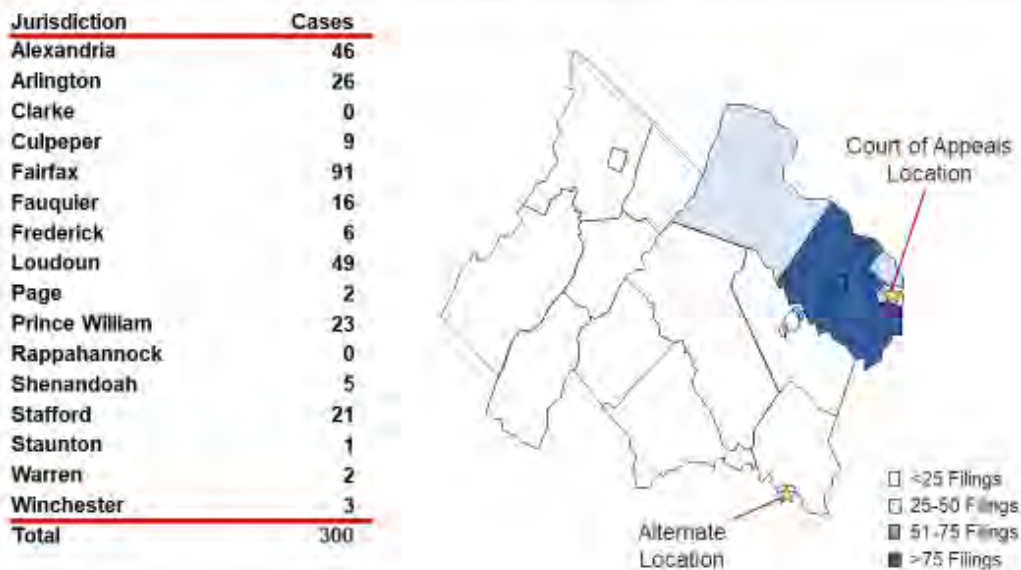 Jurisdiction Cases
Alexandria 46
Arlington 26
Clarke 0
Culpeper 9
Fairfax 91
Fauquier 16
Frederick 6
Loudoun 49
Page 2
Prince William 23
Rappahannock 0
Shenandoah 5
Stafford 21
Staunton 1
Warren 2
Winchester 3
Total 300
Court of Appeals
Location
Alternate
Location
<25 Filings
25-50 Filings
51-75 Filings
>75 Filings